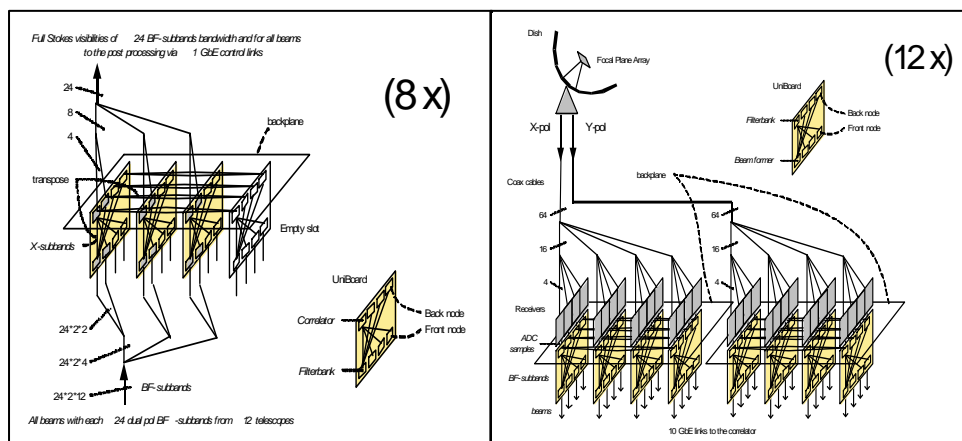 Full Stokes visibilities of 24 BF-subbands bandwidth and for all beams
to the post processing via 1 GbE control links
(8 x)
24
8
4
backplane
transpose
X-subbands
Empty slot
UniBoard
Correlator
Back node
Front node
Filterbank
24*2*2
24*2*4
BF-subbands
24*2*12
All beams with each 24 dual pol BF -subbands from 12 telescopes
Dish
Focal Plane Array
(12 x)
UniBoard
X-pol
Y-pol
Filterbank
Back node
Front node
Beam former
Coax cables
backplane
64
64
16
16
4
4
Receivers
ADC
samples
BF-subbands
beams
10 GbE links to the correlator